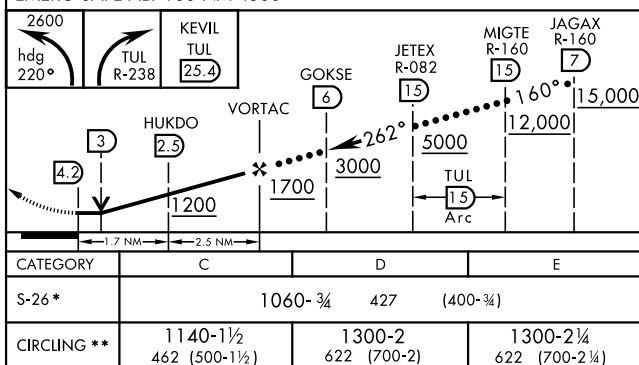 2600
hdg
220°
TUL
R-238
KEVIL
TUL
25.4
JAGAX
R-160
7
MIGTE
R-160
15
JETEX
R-082
15
GOKSE
6
VORTAC
HUKDO
2.5
3
4.2
160°
15,000
12,000
262°
5000
3000
1700
1200
TUL
15
Arc
1.7 NM
2.5 NM
CATEGORY C D E
S-26 * 1060-¾ 427 (400-¾)
CIRCLING ** 1140-1½ 1300-2 1300-2¼
462 (500-1½) 622 (700-2) 622 (700-2¼)